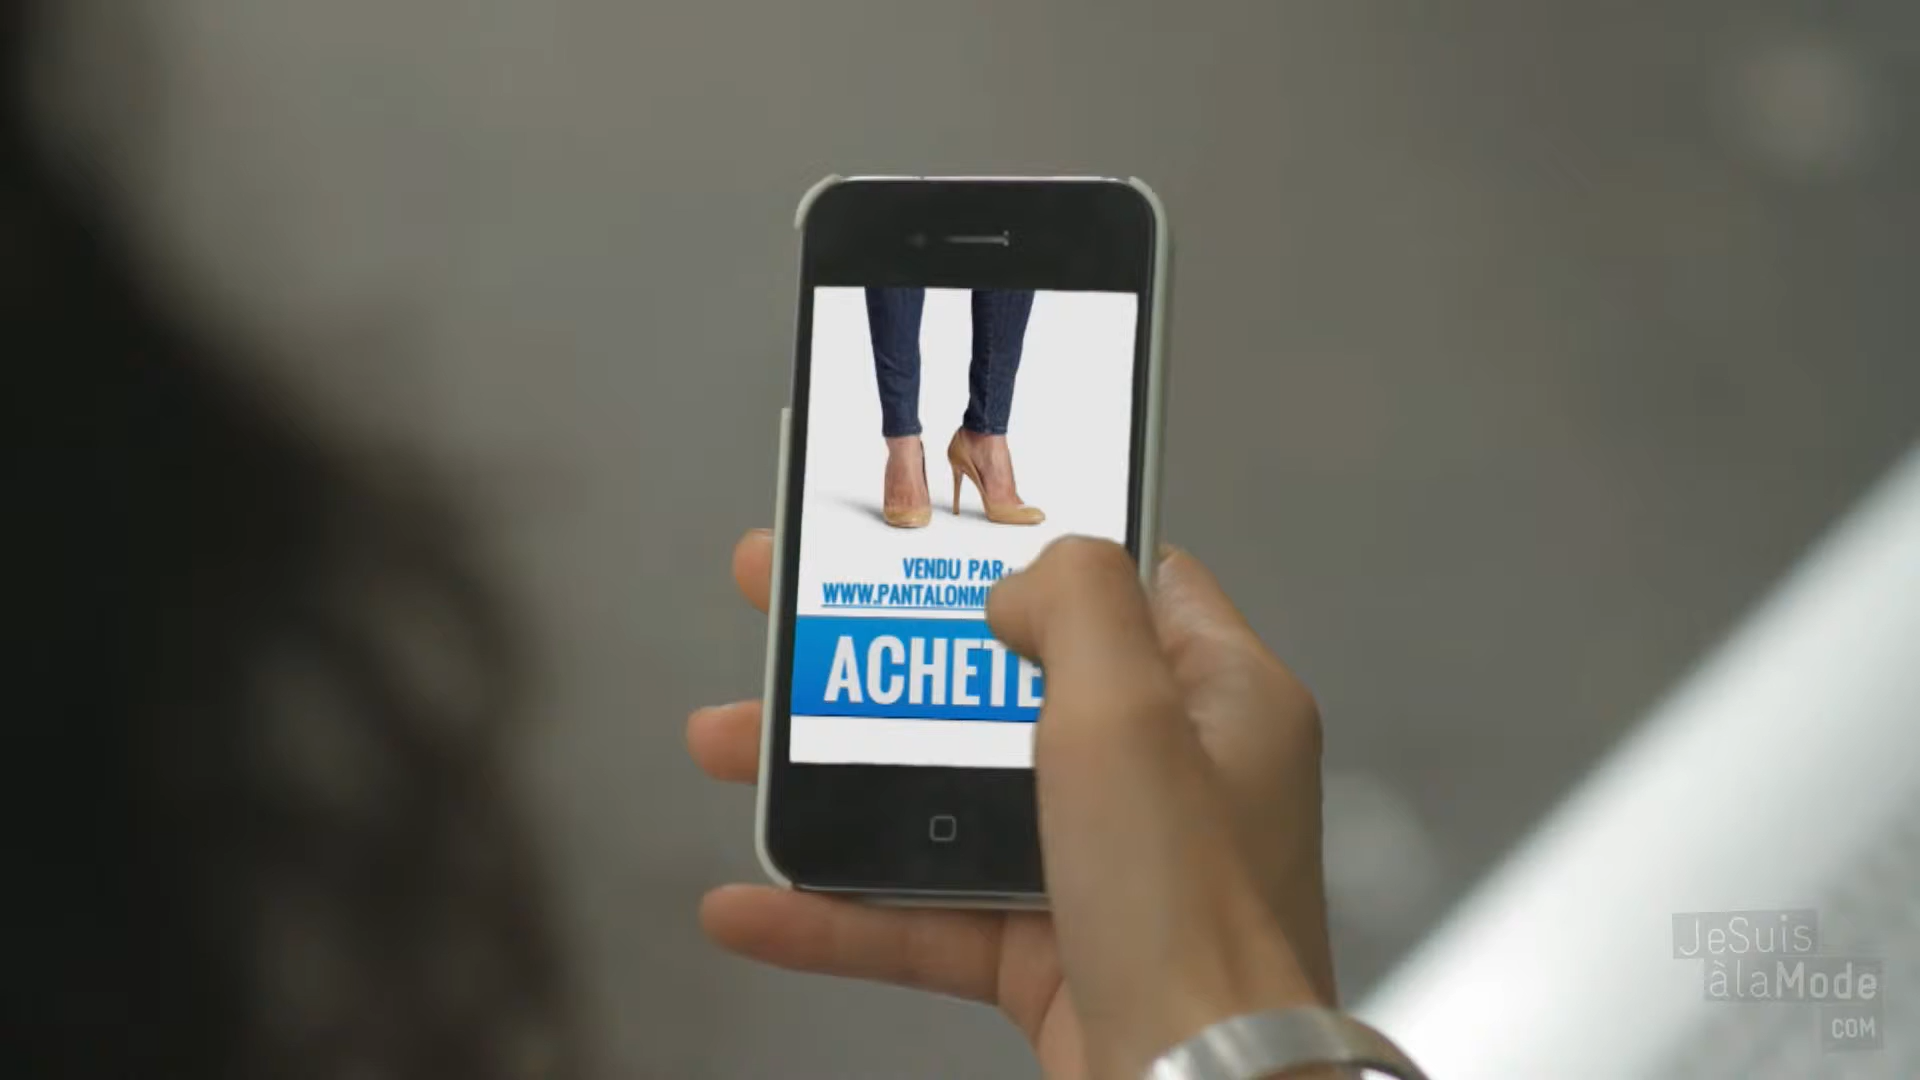 VENDU PAR
WWW.PANTALONM
ACHETE
JeSuis
àlaMode
COM